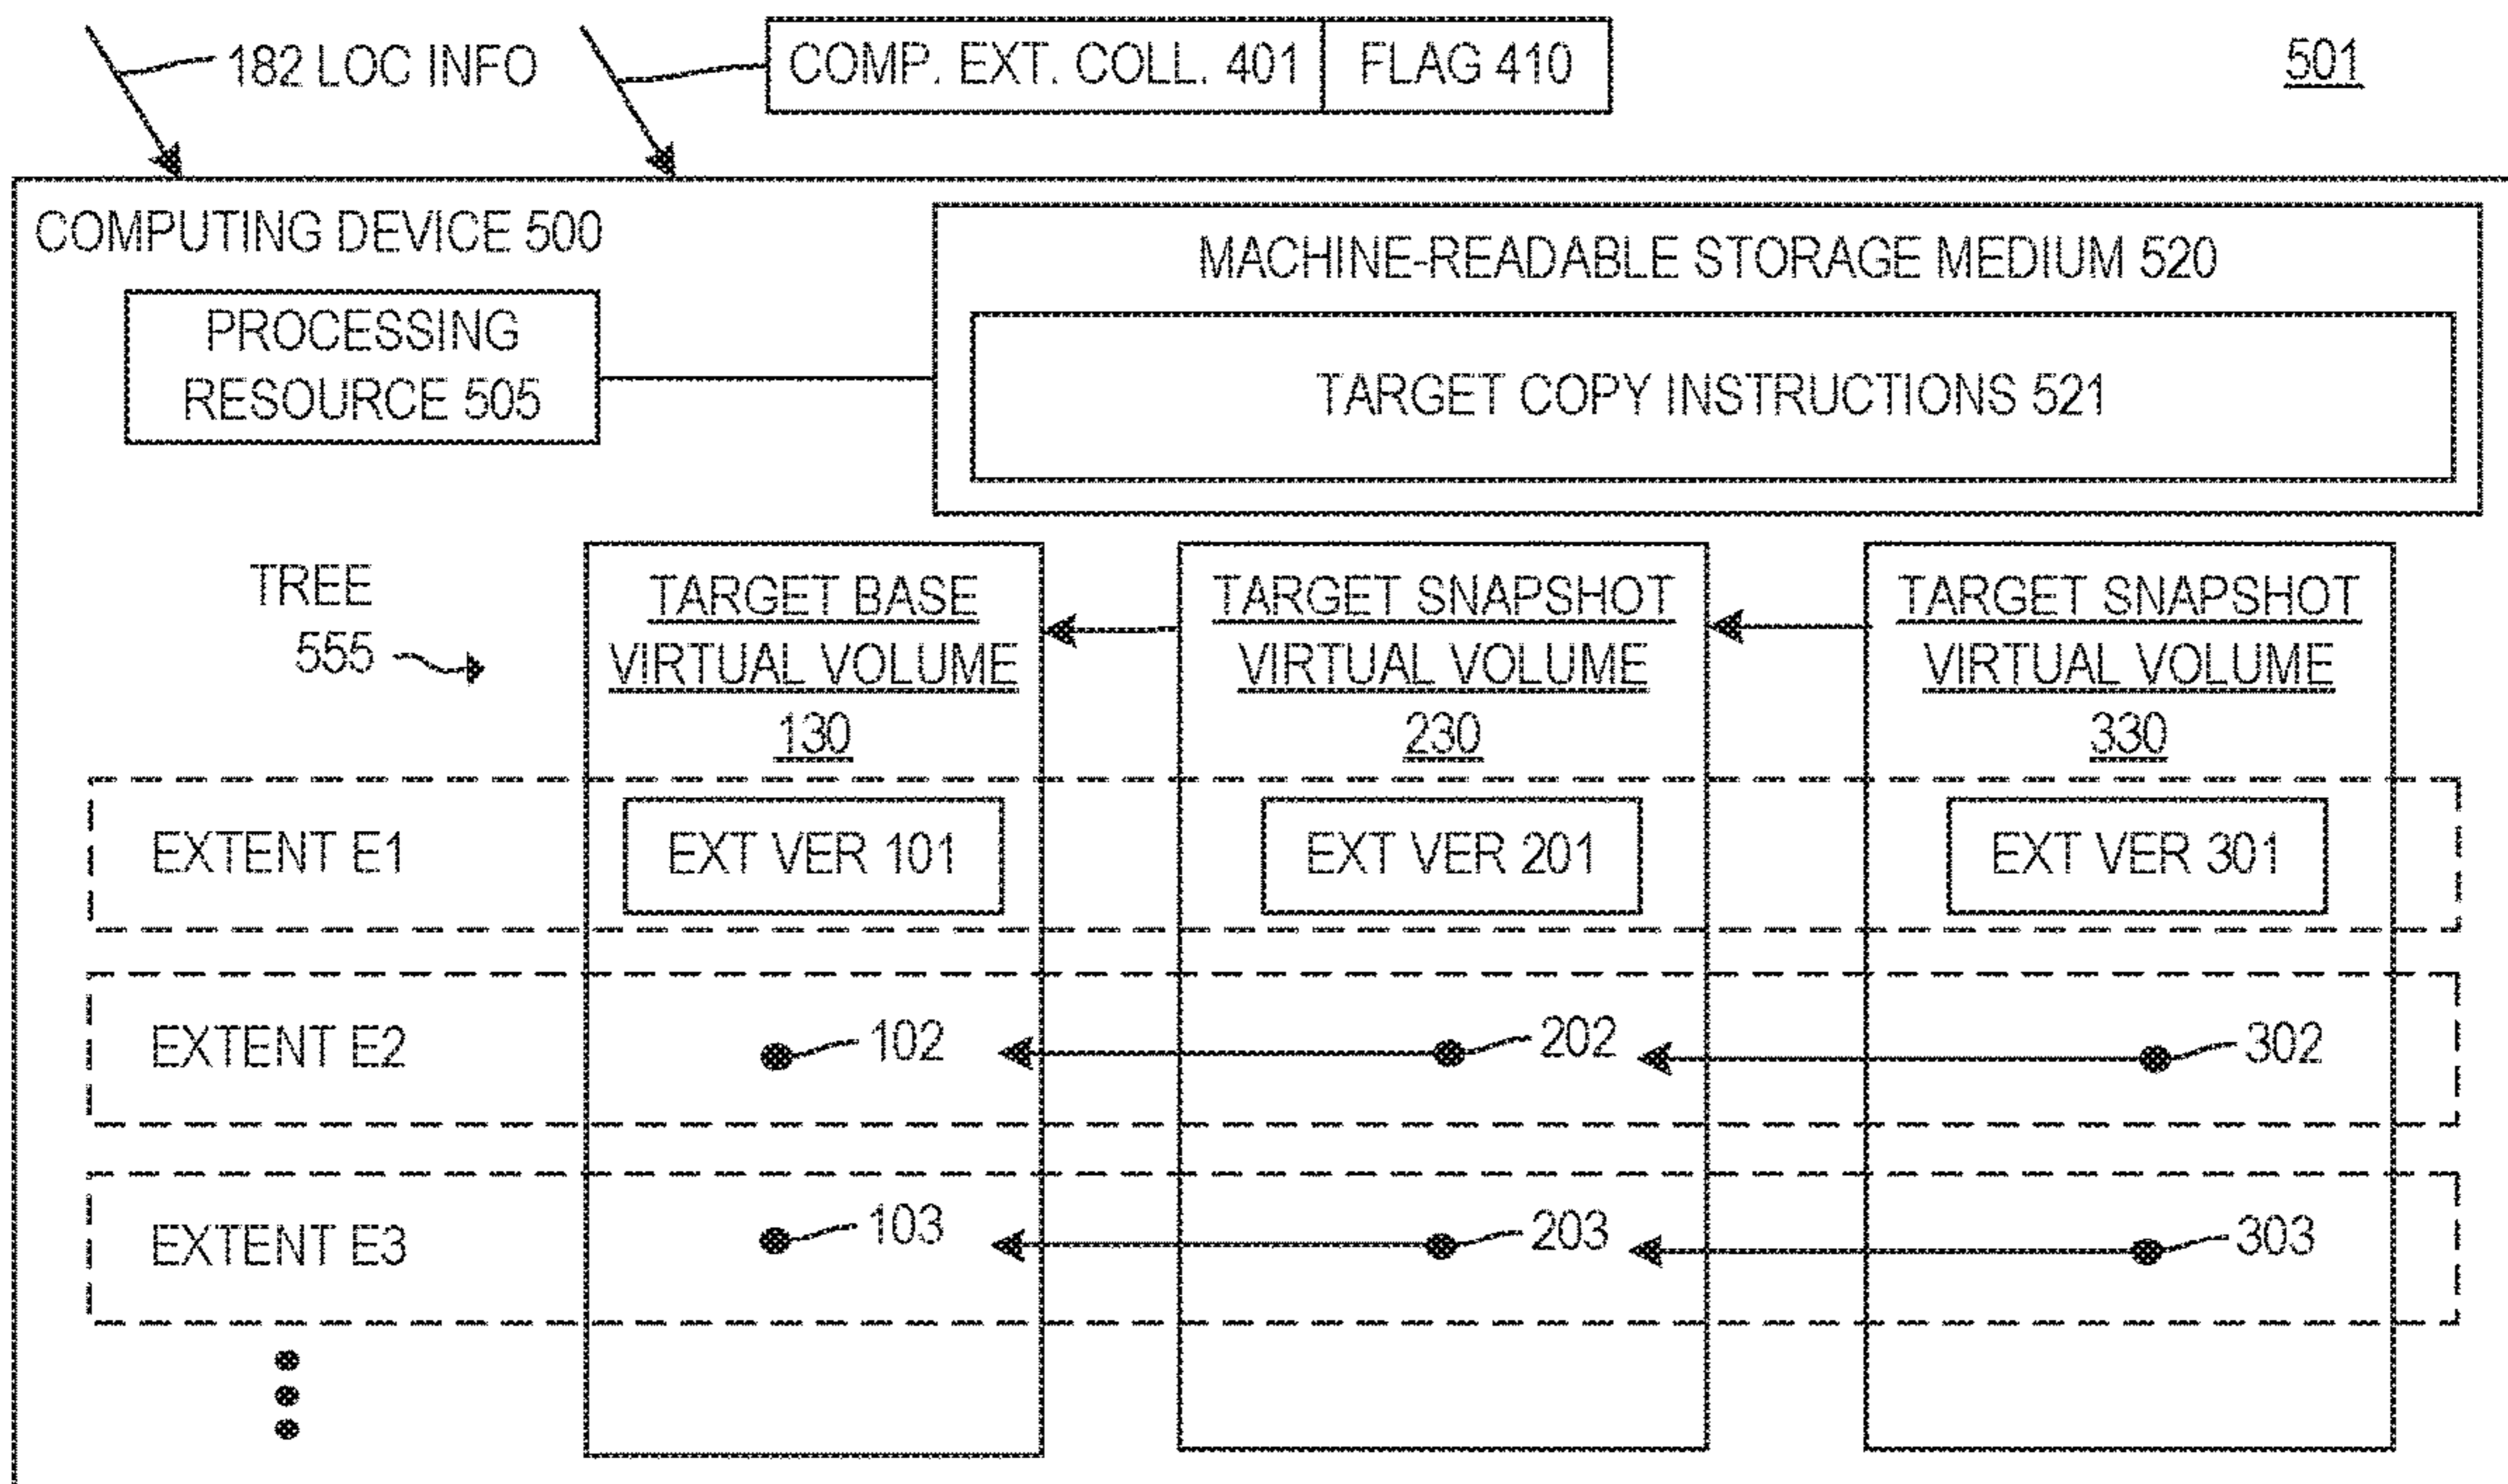 182 LOC INFO
COMP. EXT. COLL. 401
FLAG 410
501
COMPUTING DEVICE 500
PROCESSING
RESOURCE 505
MACHINE-READABLE STORAGE MEDIUM 520
TARGET COPY INSTRUCTIONS 521
TREE
555
TARGET BASE
VIRTUAL VOLUME
130
TARGET SNAPSHOT
VIRTUAL VOLUME
230
TARGET SNAPSHOT
VIRTUAL VOLUME
330
EXTENT E1
EXT VER 101
EXT VER 201
EXT VER 301
EXTENT E2
102
202
302
EXTENT E3
103
203
303